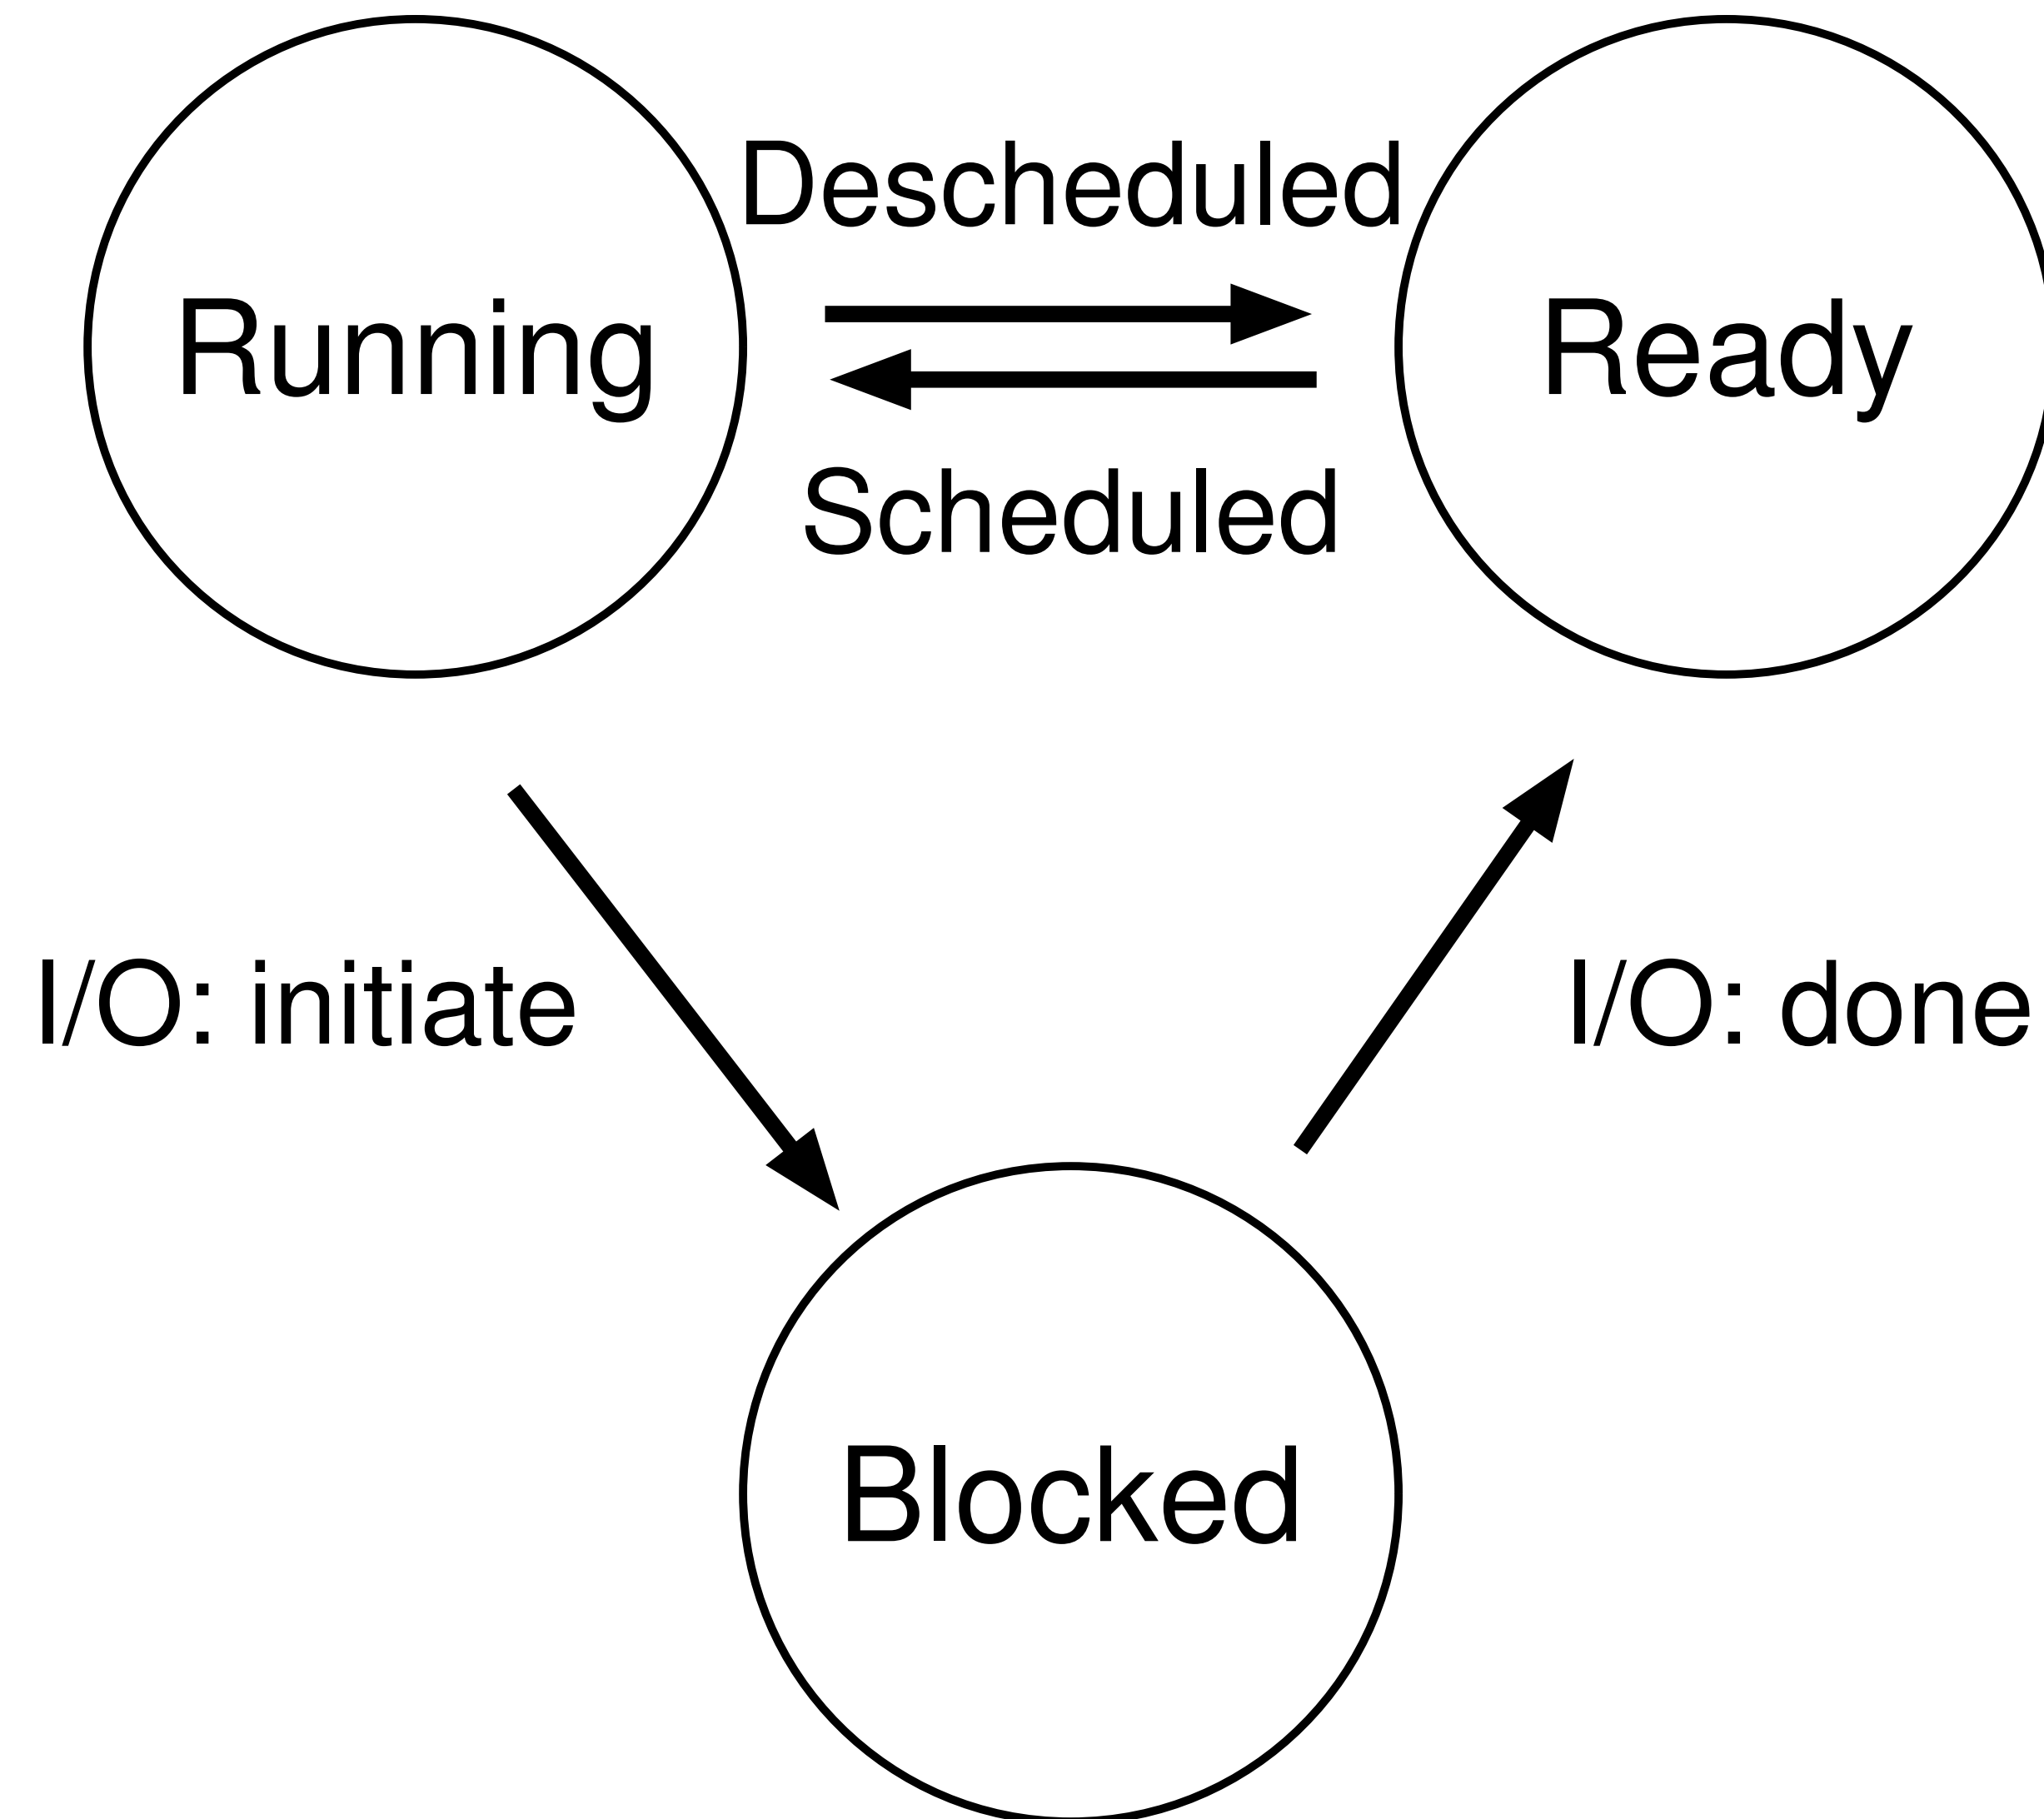 Descheduled
Running
Ready
Scheduled
I/O: initiate
I/O: done
Blocked